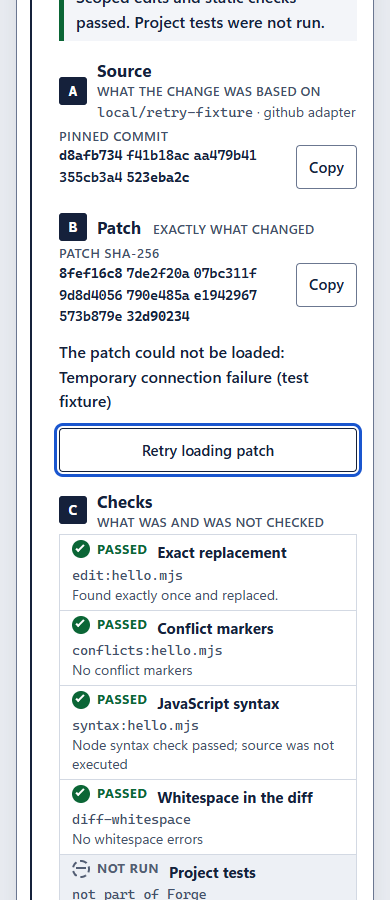 Scoped edits and static checks
passed. Project tests were not run.
A
Source
WHAT THE CHANGE WAS BASED ON
local/retry-fixture · github adapter
PINNED COMMIT
d8afb734 f41b18ac aa479b41
355cb3a4 523eba2c
Copy
B
Patch EXACTLY WHAT CHANGED
PATCH SHA-256
8fef16c8 7de2f20a 07bc311f
9d8d4056 790e485a e1942967
573b879e 32d90234
Copy
The patch could not be loaded:
Temporary connection failure (test
fixture)
Retry loading patch
C
Checks
WHAT WAS AND WAS NOT CHECKED
PASSED Exact replacement
edit:hello.mjs
Found exactly once and replaced.
PASSED Conflict markers
conflicts:hello.mjs
No conflict markers
PASSED JavaScript syntax
syntax:hello.mjs
Node syntax check passed; source was not
executed
PASSED Whitespace in the diff
diff-whitespace
No whitespace errors
NOT RUN Project tests
not part of Forge